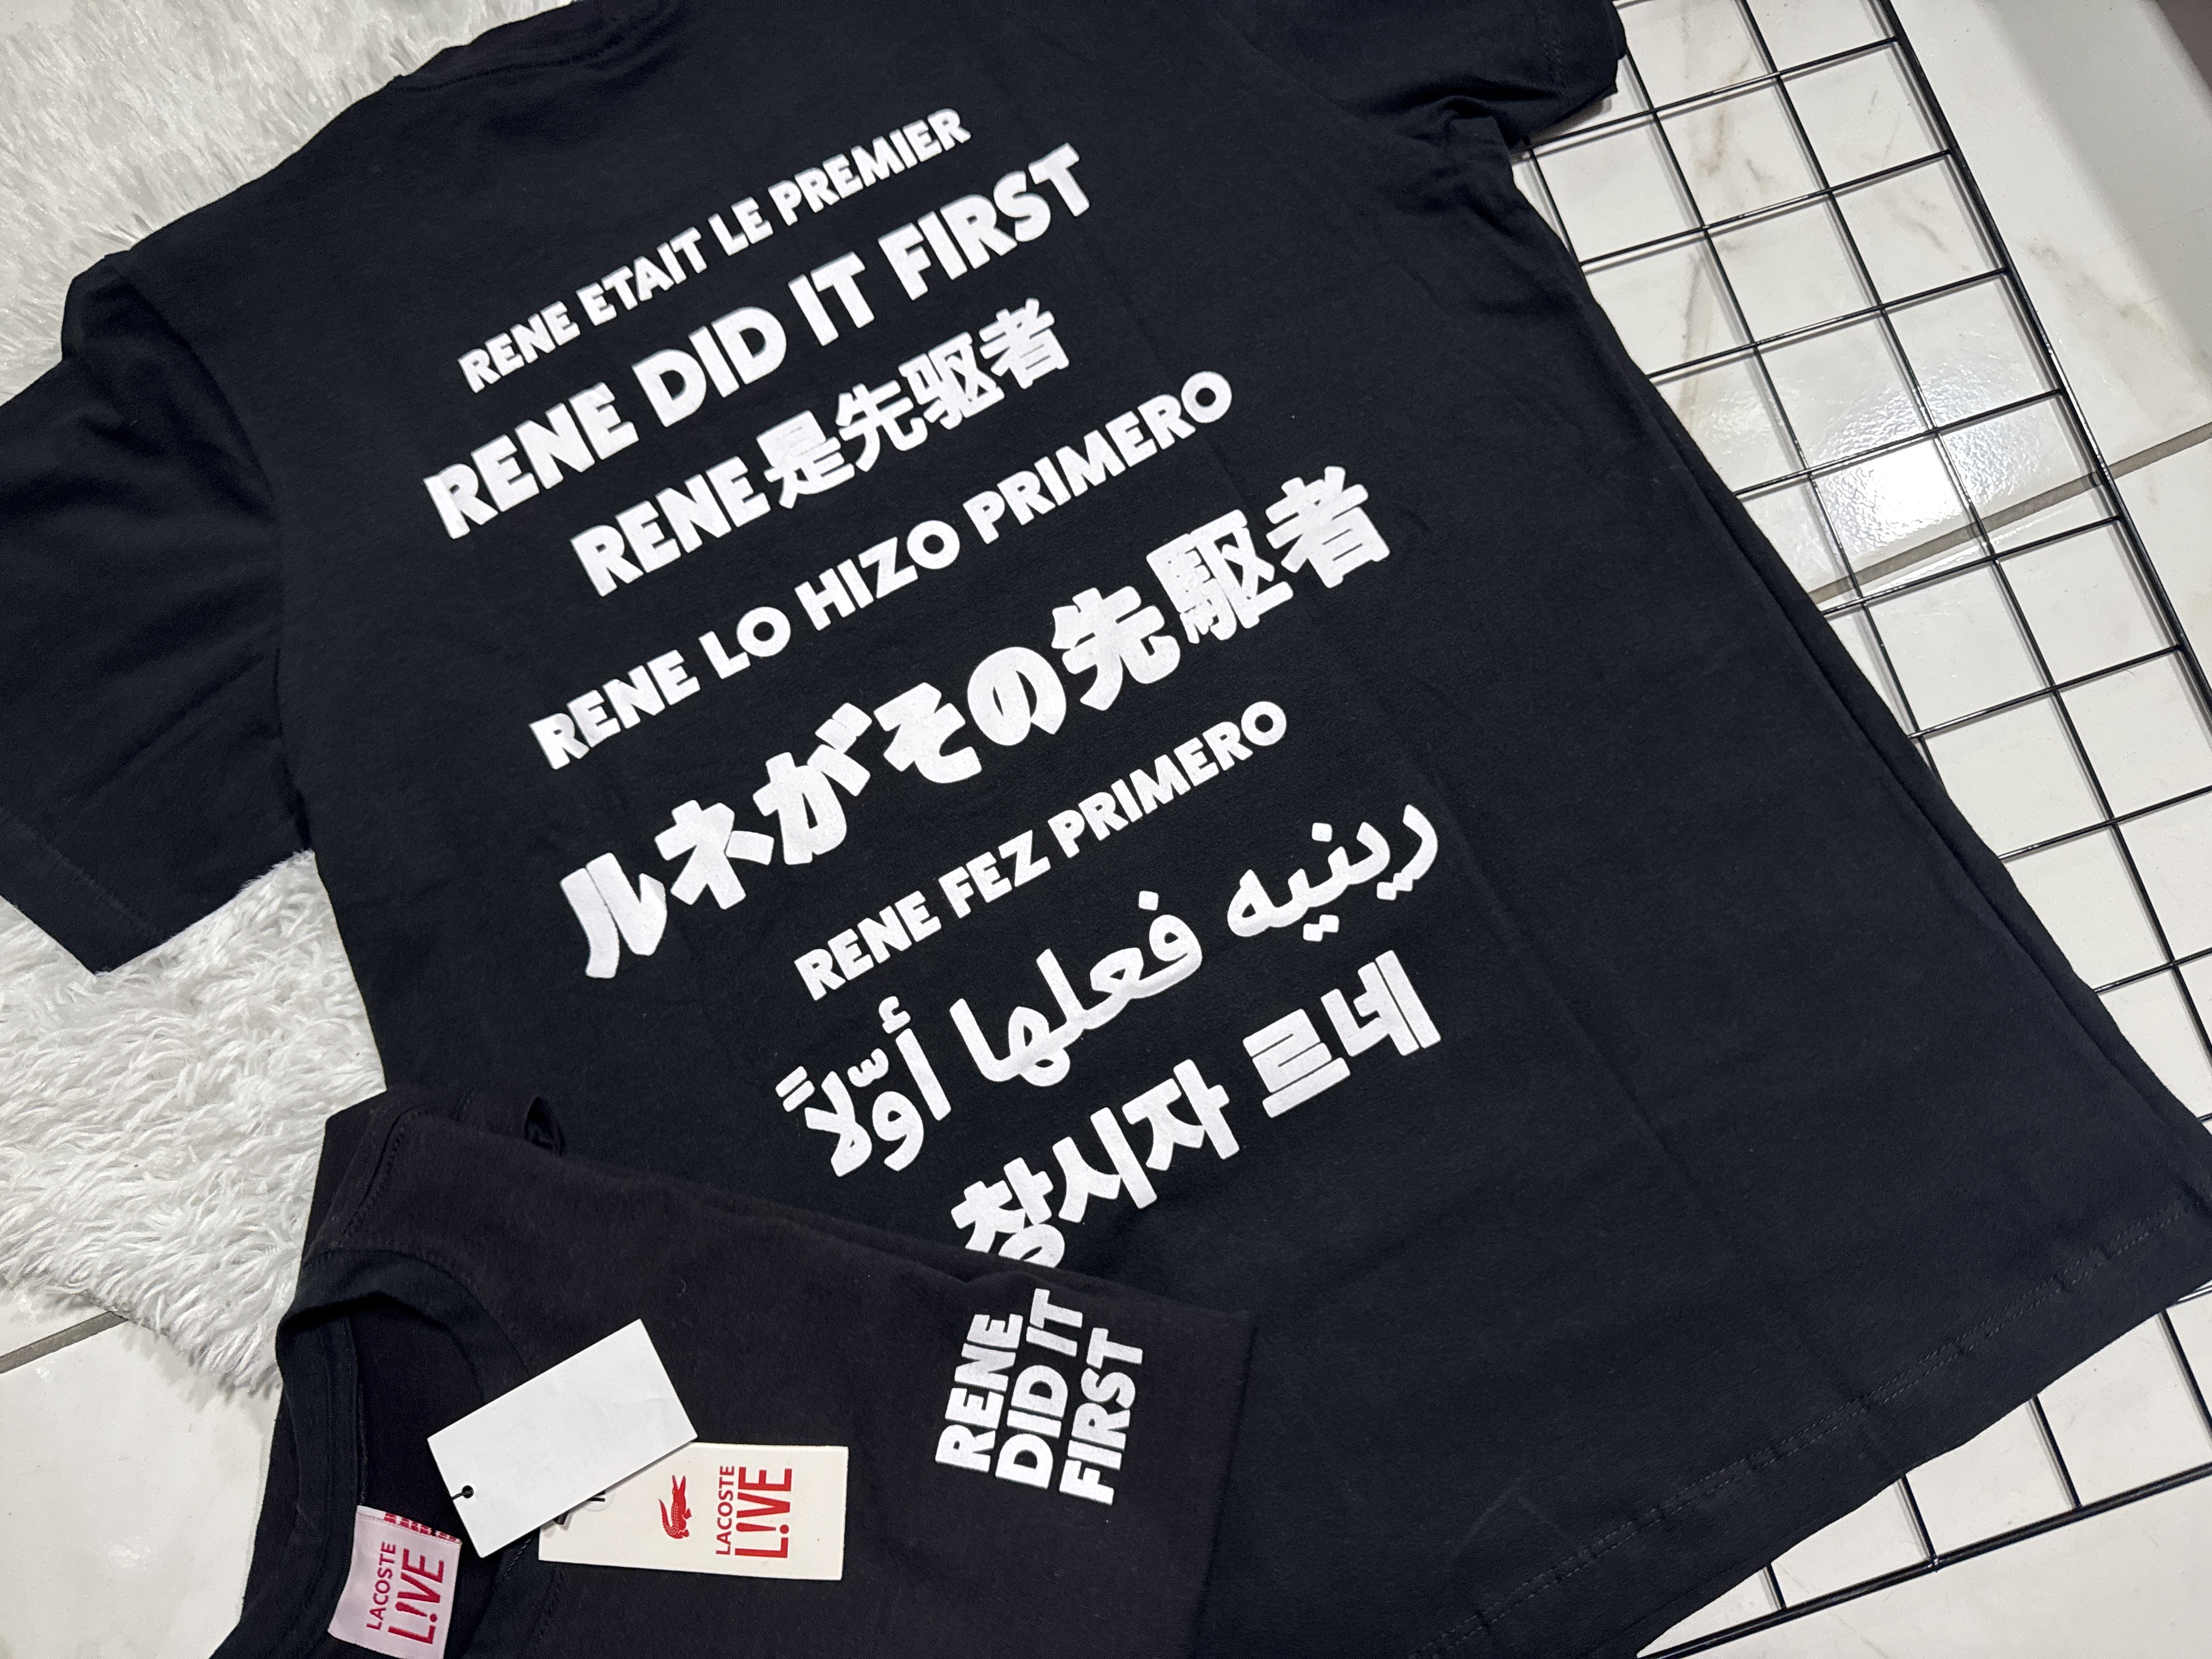 RENE ETAIT LE PREMIER
RENE DID IT FIRST
RENE是先驱者
RENE LO HIZO PRIMERO
ルネがその先駆者
RENE FEZ PRIMERO
رينيه فعلها أوّلاً
창시자 르네
RENE
DID IT
FIRST
LACOSTE
L!VE
LACOSTE
L!VE